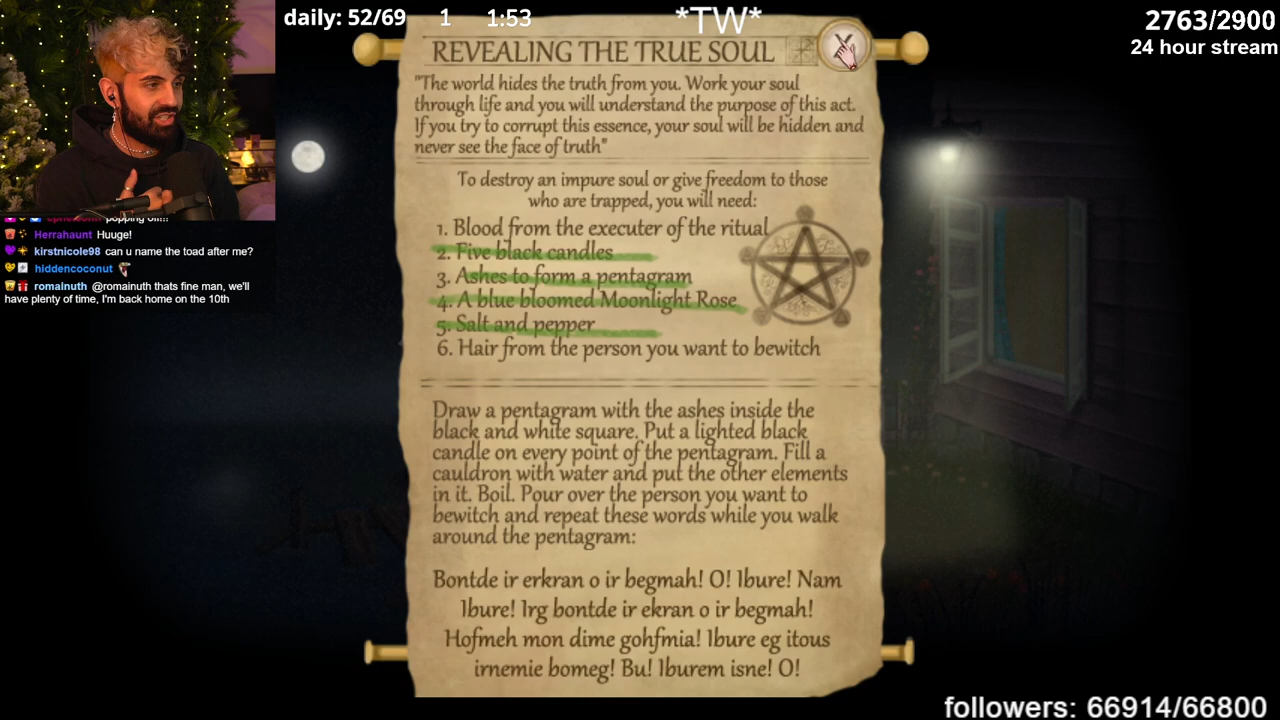 daily: 52/69
1
1:53
*TW*
2763/2900
24 hour stream
REVEALING THE TRUE SOUL
"The world hides the truth from you. Work your soul
through life and you will understand the purpose of this act.
If you try to corrupt this essence, your soul will be hidden and
never see the face of truth"
To destroy an impure soul or give freedom to those
who are trapped, you will need:
1. Blood from the executer of the ritual
2. Five black candles
3. Ashes to form a pentagram
4. A blue bloomed Moonlight Rose
5. Salt and pepper
6. Hair from the person you want to bewitch
Draw a pentagram with the ashes inside the
black and white square. Put a lighted black
candle on every point of the pentagram. Fill a
cauldron with water and put the other elements
in it. Boil. Pour over the person you want to
bewitch and repeat these words while you walk
around the pentagram:
Bontde ir erkran o ir begmah! O! Ibure! Nam
Ibure! Irg bontde ir ekran o ir begmah!
Hofmeh mon dime gohfmia! Ibure eg itous
irnemie bomeg! Bu! Iburem isne! O!
popping off!!!
Herrahaunt Huuge!
kirstnicole98 can u name the toad after me?
hiddencoconut
romainuth @romainuth thats fine man, we'll
have plenty of time, I'm back home on the 10th
followers: 66914/66800